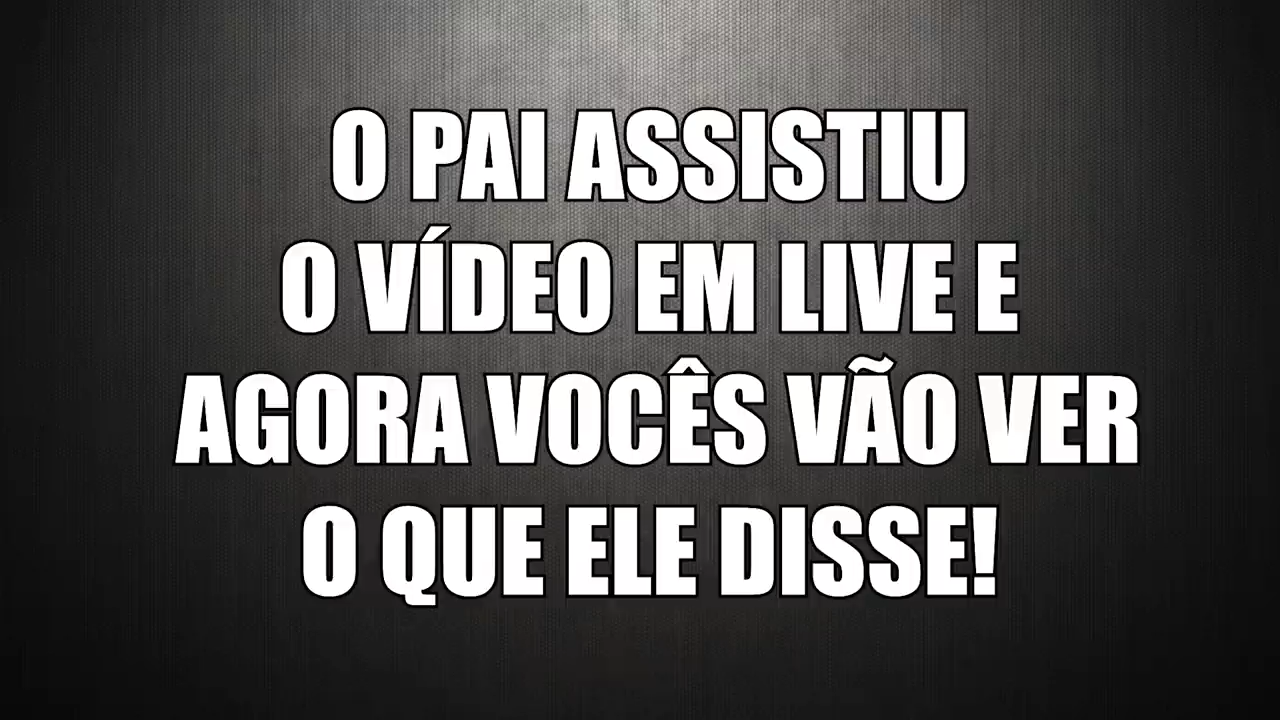 O PAI ASSISTIU
O VÍDEO EM LIVE E
AGORA VOCÊS VÃO VER
O QUE ELE DISSE!